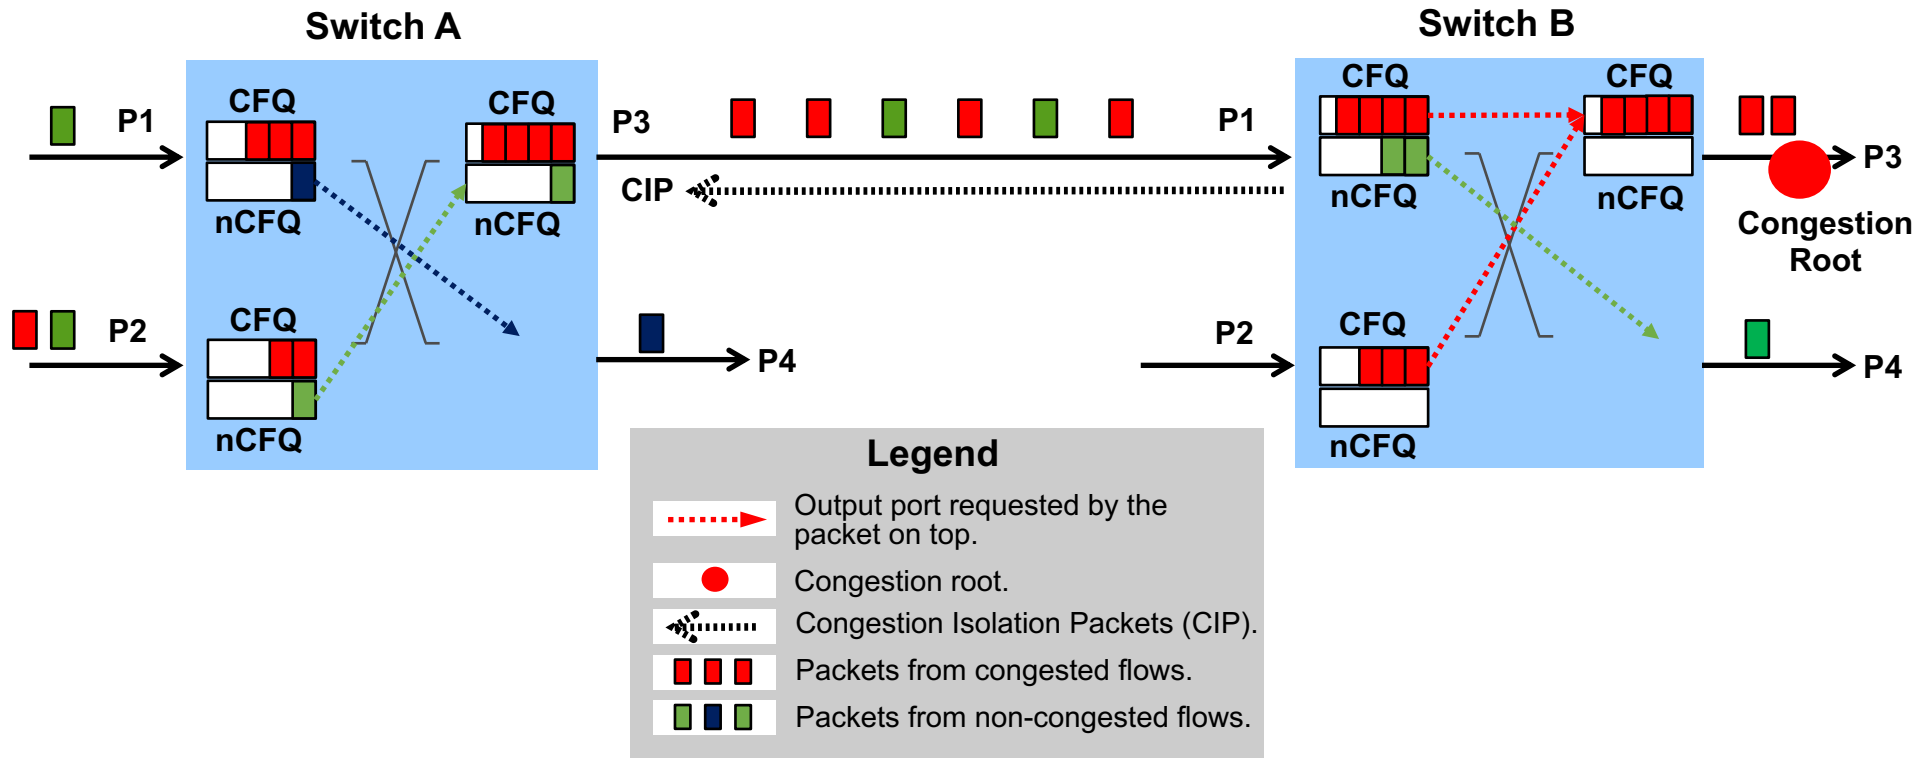 Switch A
Switch B
P1
CFQ
nCFQ
CFQ
nCFQ
P3
CIP
P1
CFQ
nCFQ
CFQ
nCFQ
P3
Congestion
Root
P2
CFQ
nCFQ
P4
P2
CFQ
nCFQ
P4
Legend
Output port requested by the
packet on top.
Congestion root.
Congestion Isolation Packets (CIP).
Packets from congested flows.
Packets from non-congested flows.